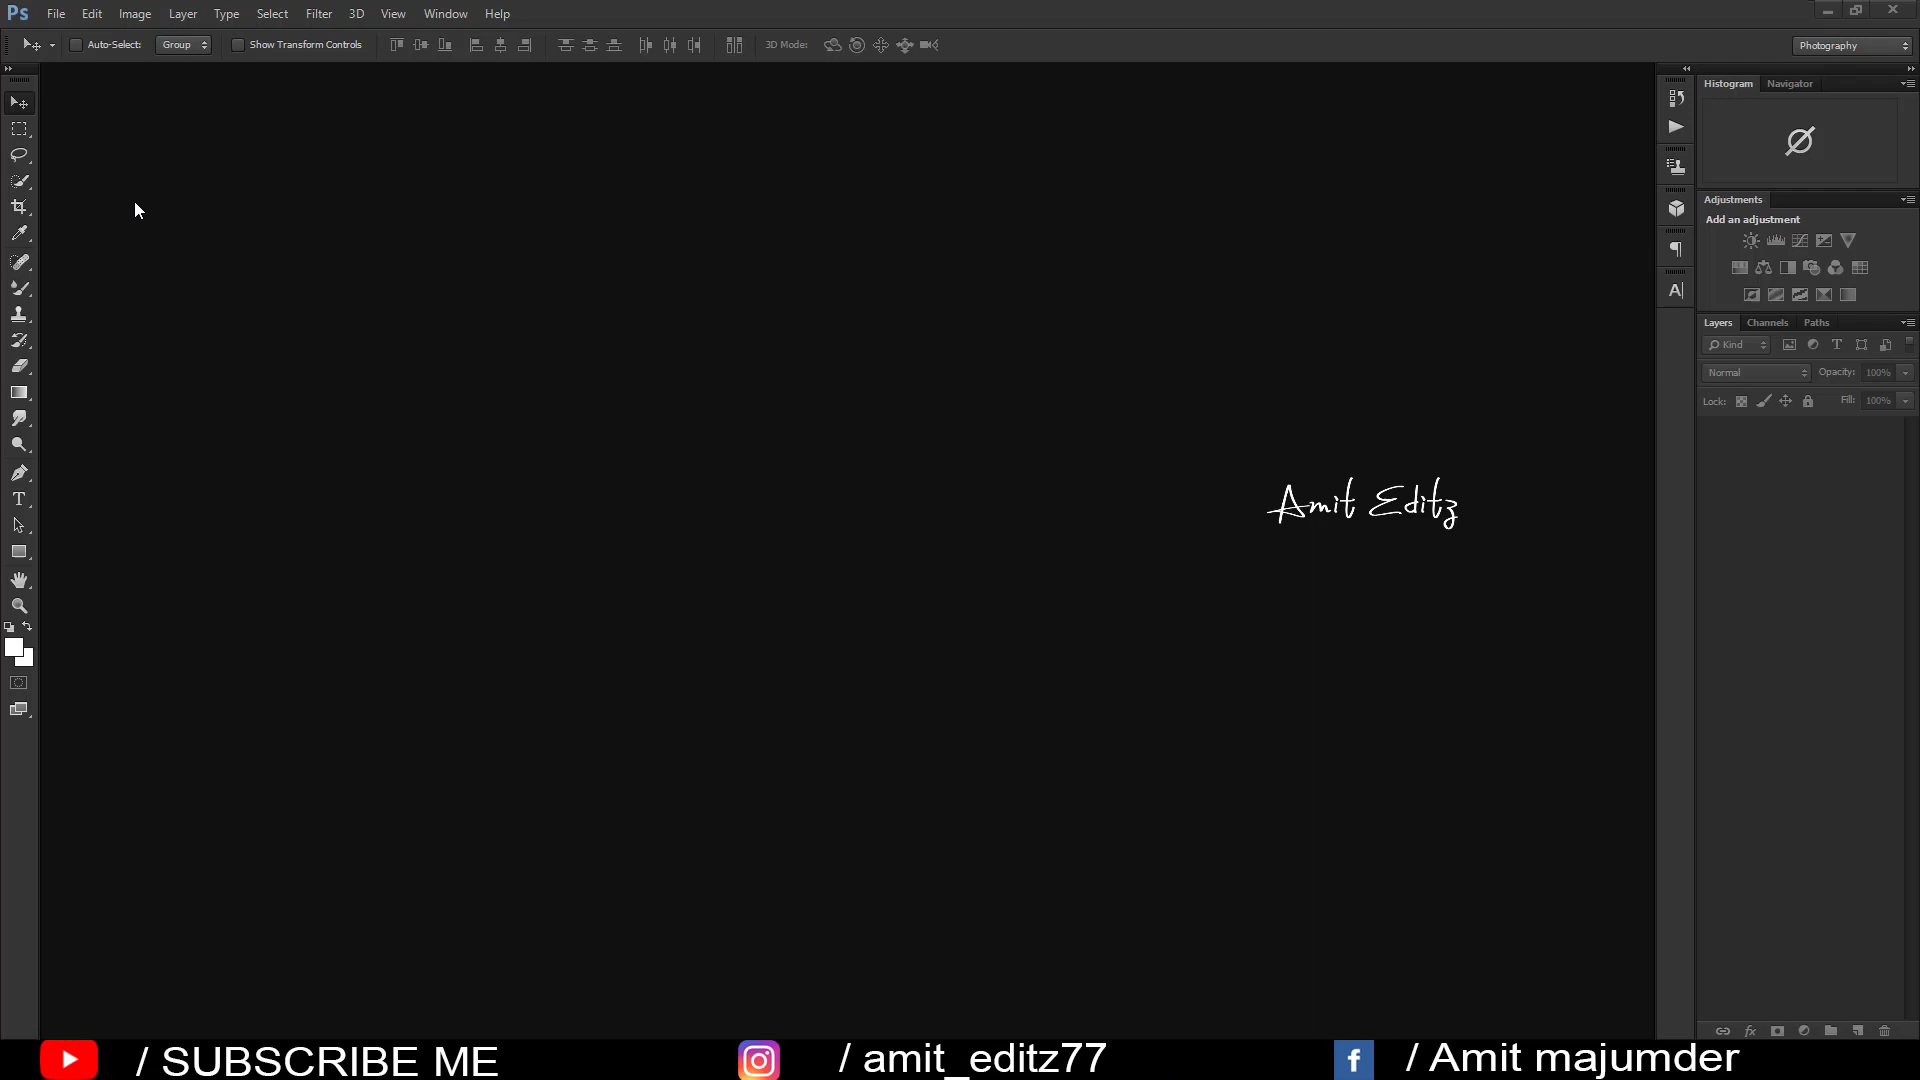 Ps File Edit Image Layer Type Select Filter 3D View Window Help
Auto-Select: Group Show Transform Controls 3D Mode: Photography
Histogram Navigator
Adjustments
Add an adjustment
Layers Channels Paths
Kind
Normal Opacity: 100%
Lock: Fill: 100%
Amit Editz
/ SUBSCRIBE ME / amit_editz77 / Amit majumder